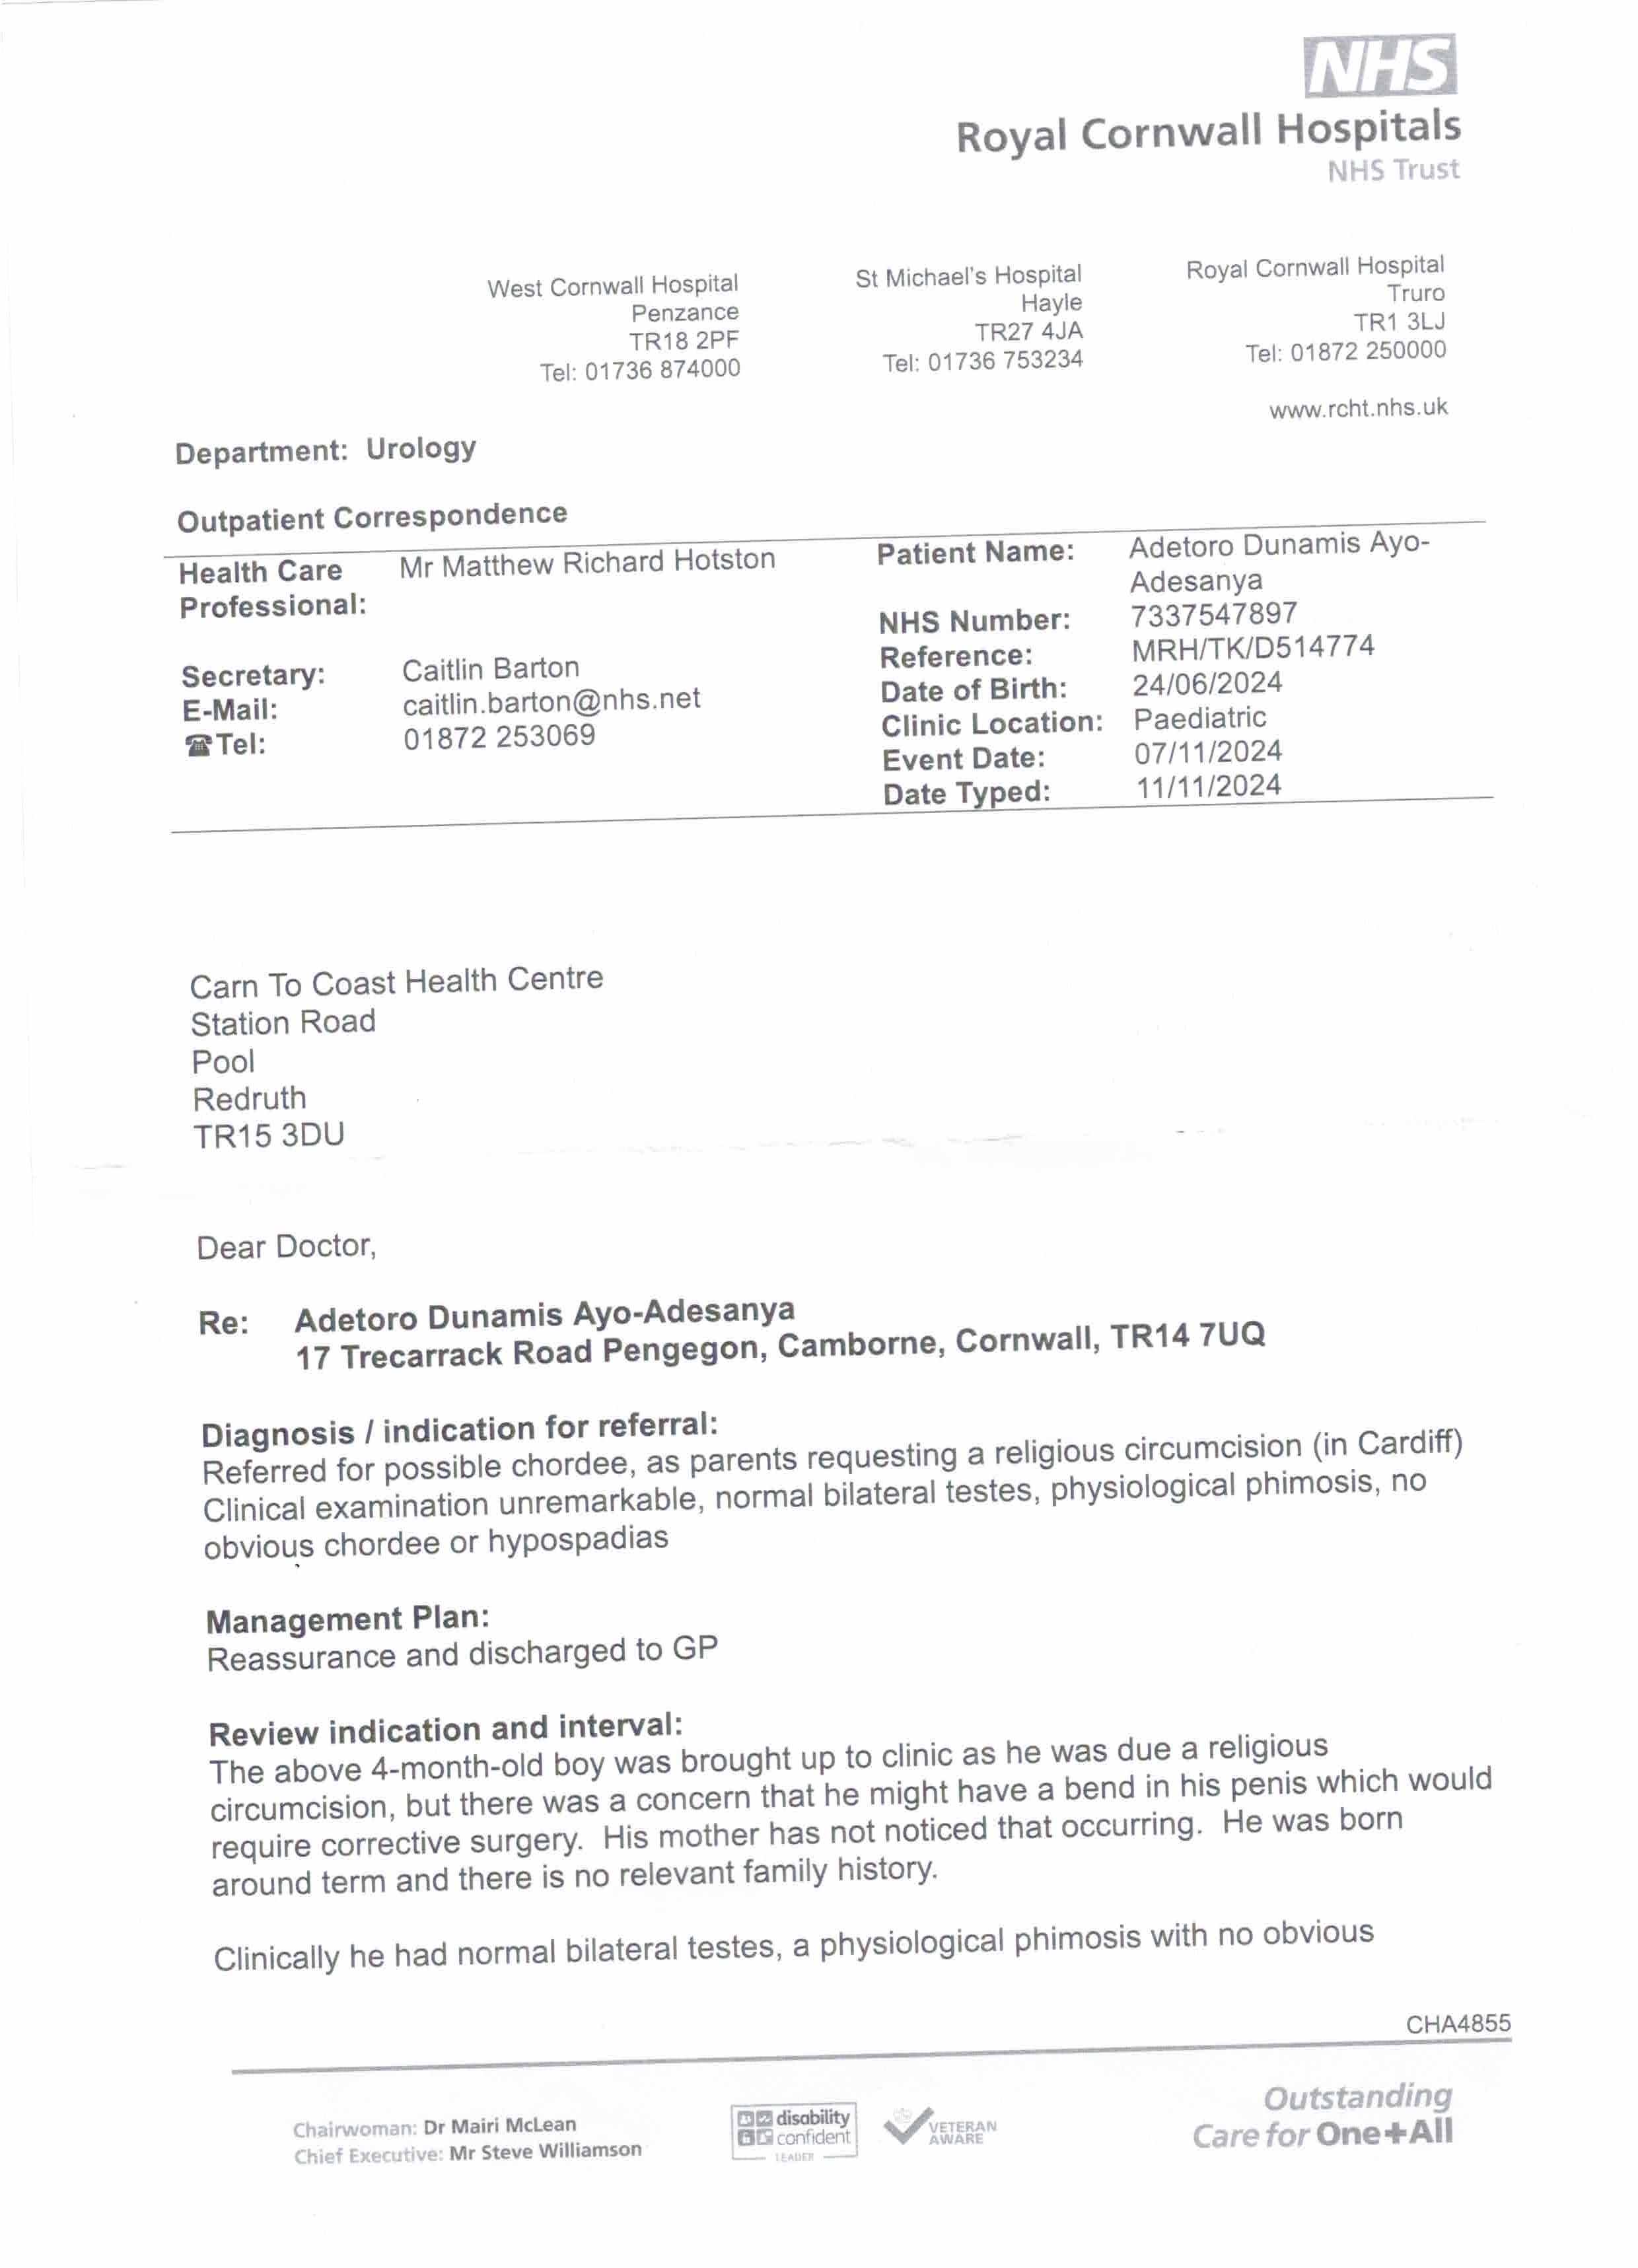 NHS
Royal Cornwall Hospitals
NHS Trust
West Cornwall Hospital
Penzance
TR18 2PF
Tel: 01736 874000
St Michael's Hospital
Hayle
TR27 4JA
Tel: 01736 753234
Royal Cornwall Hospital
Truro
TR1 3LJ
Tel: 01872 250000
www.rcht.nhs.uk
Department: Urology
Outpatient Correspondence
Health Care Professional: Mr Matthew Richard Hotston
Secretary: Caitlin Barton
E-Mail: caitlin.barton@nhs.net
☎Tel: 01872 253069
Patient Name: Adetoro Dunamis Ayo-
Adesanya
NHS Number: 7337547897
Reference: MRH/TK/D514774
Date of Birth: 24/06/2024
Clinic Location: Paediatric
Event Date: 07/11/2024
Date Typed: 11/11/2024
Carn To Coast Health Centre
Station Road
Pool
Redruth
TR15 3DU
Dear Doctor,
Re: Adetoro Dunamis Ayo-Adesanya
17 Trecarrack Road Pengegon, Camborne, Cornwall, TR14 7UQ
Diagnosis / indication for referral:
Referred for possible chordee, as parents requesting a religious circumcision (in Cardiff)
Clinical examination unremarkable, normal bilateral testes, physiological phimosis, no
obvious chordee or hypospadias
Management Plan:
Reassurance and discharged to GP
Review indication and interval:
The above 4-month-old boy was brought up to clinic as he was due a religious
circumcision, but there was a concern that he might have a bend in his penis which would
require corrective surgery. His mother has not noticed that occurring. He was born
around term and there is no relevant family history.
Clinically he had normal bilateral testes, a physiological phimosis with no obvious
CHA4855
Chairwoman: Dr Mairi McLean
Chief Executive: Mr Steve Williamson
disability
confident
LEADER
VETERAN
AWARE
Outstanding
Care for One+All